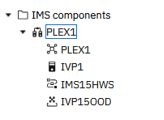 IMS components
PLEX1
PLEX1
IVP1
IMS15HWS
IVP15OOD